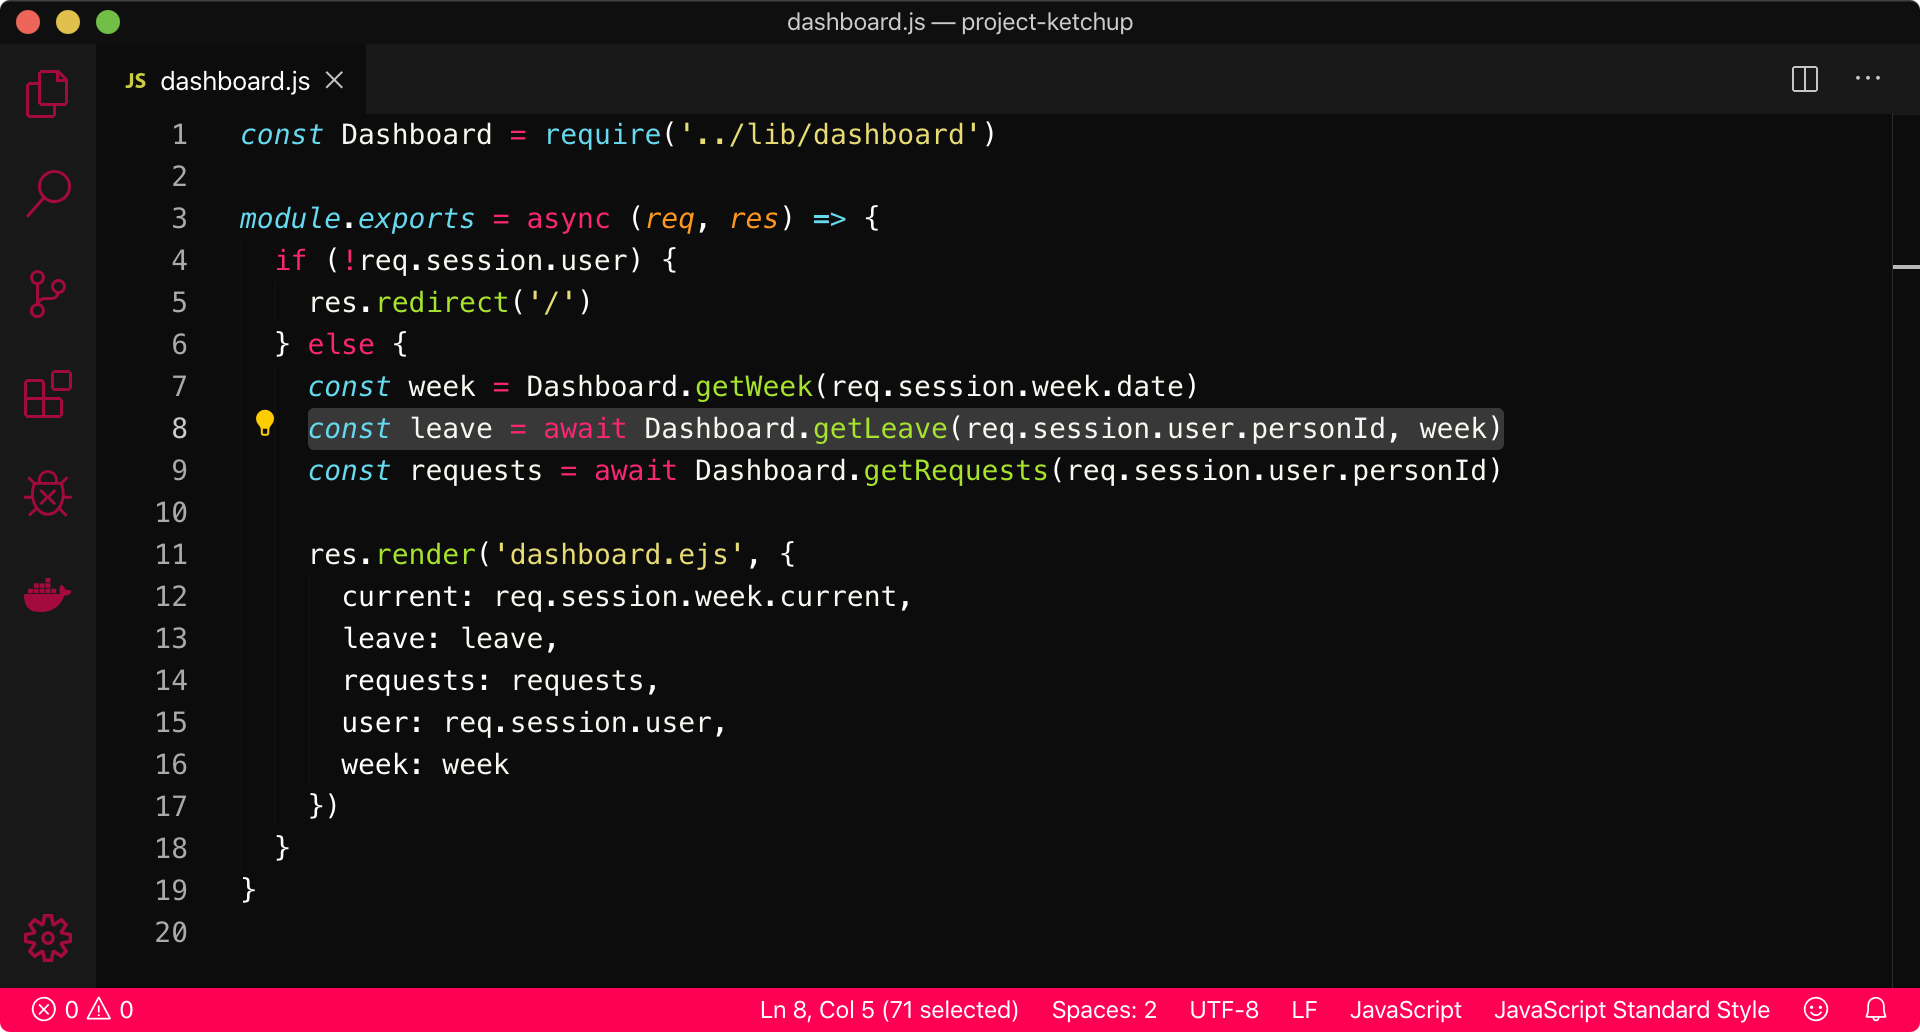 dashboard.js — project-ketchup
JS dashboard.js
1 const Dashboard = require('../lib/dashboard')
2
3 module.exports = async (req, res) => {
4 if (!req.session.user) {
5 res.redirect('/')
6 } else {
7 const week = Dashboard.getWeek(req.session.week.date)
8 const leave = await Dashboard.getLeave(req.session.user.personId, week)
9 const requests = await Dashboard.getRequests(req.session.user.personId)
10
11 res.render('dashboard.ejs', {
12 current: req.session.week.current,
13 leave: leave,
14 requests: requests,
15 user: req.session.user,
16 week: week
17 })
18 }
19 }
20
0 0 Ln 8, Col 5 (71 selected) Spaces: 2 UTF-8 LF JavaScript JavaScript Standard Style